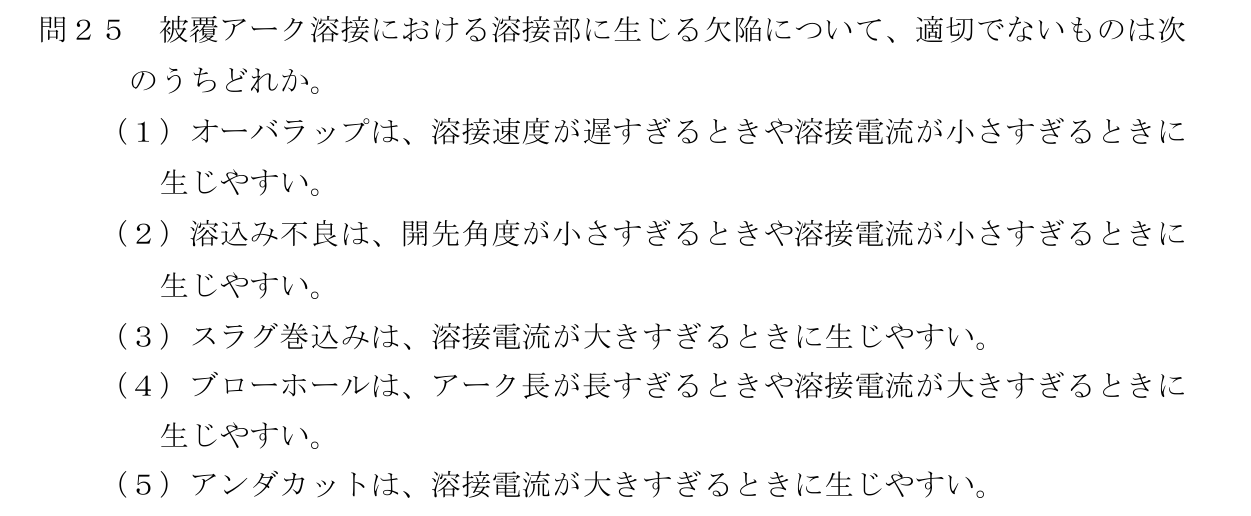 問２５　被覆アーク溶接における溶接部に生じる欠陥について、適切でないものは次
のうちどれか。
（１）オーバラップは、溶接速度が遅すぎるときや溶接電流が小さすぎるときに
生じやすい。
（２）溶込み不良は、開先角度が小さすぎるときや溶接電流が小さすぎるときに
生じやすい。
（３）スラグ巻込みは、溶接電流が大きすぎるときに生じやすい。
（４）ブローホールは、アーク長が長すぎるときや溶接電流が大きすぎるときに
生じやすい。
（５）アンダカットは、溶接電流が大きすぎるときに生じやすい。